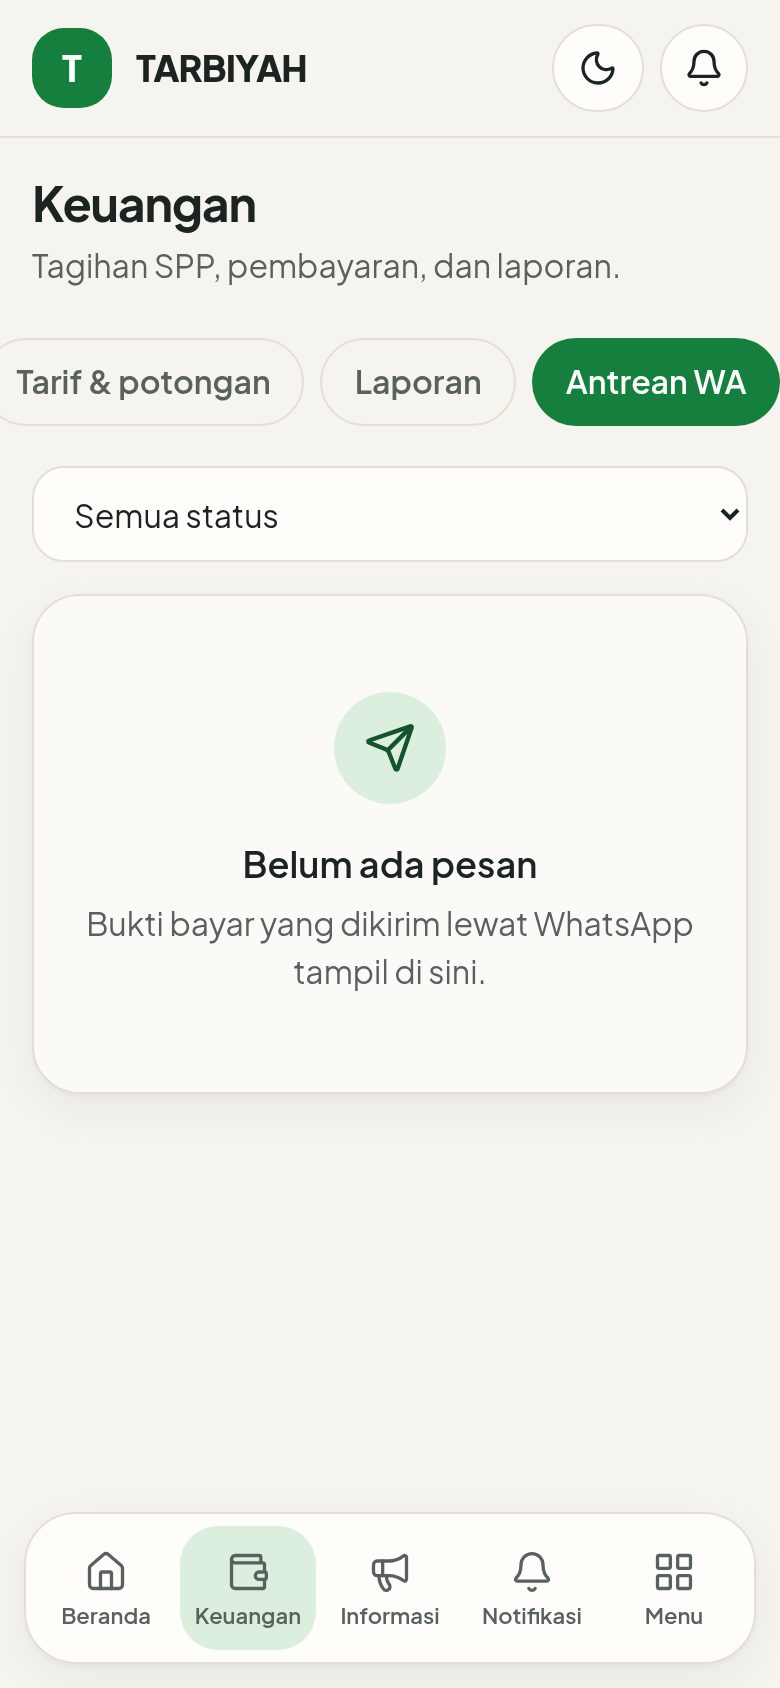 T
TARBIYAH
Keuangan
Tagihan SPP, pembayaran, dan laporan.
Tarif & potongan
Laporan
Antrean WA
Semua status
Belum ada pesan
Bukti bayar yang dikirim lewat WhatsApp
tampil di sini.
Beranda
Keuangan
Informasi
Notifikasi
Menu